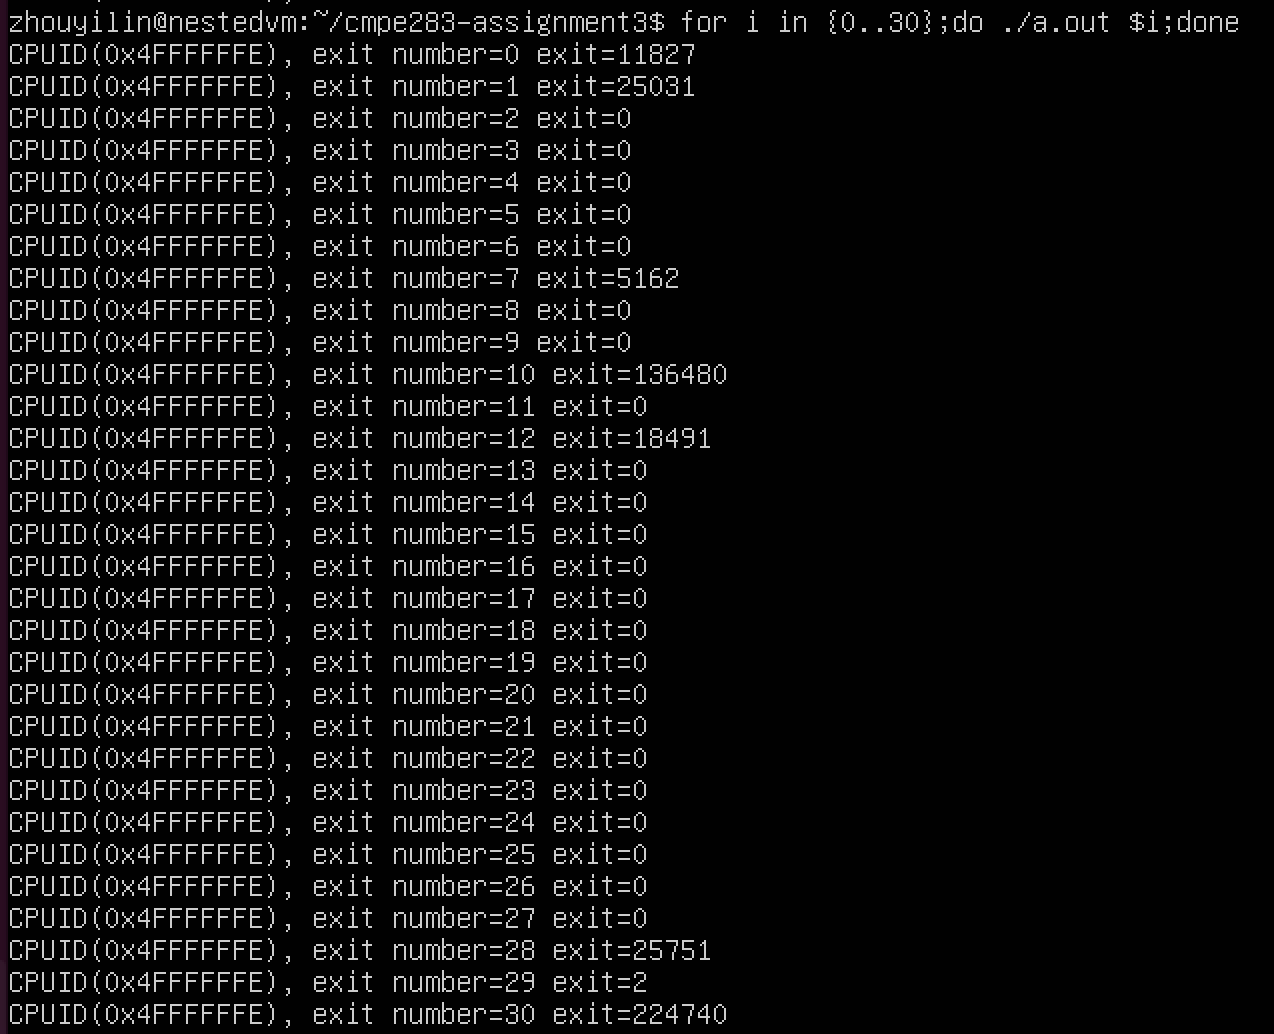 zhouyilin@nestedvm:~/cmpe283-assignment3$ for i in {0..30};do ./a.out $i;done
CPUID(0x4FFFFFFE), exit number=0 exit=11827
CPUID(0x4FFFFFFE), exit number=1 exit=25031
CPUID(0x4FFFFFFE), exit number=2 exit=0
CPUID(0x4FFFFFFE), exit number=3 exit=0
CPUID(0x4FFFFFFE), exit number=4 exit=0
CPUID(0x4FFFFFFE), exit number=5 exit=0
CPUID(0x4FFFFFFE), exit number=6 exit=0
CPUID(0x4FFFFFFE), exit number=7 exit=5162
CPUID(0x4FFFFFFE), exit number=8 exit=0
CPUID(0x4FFFFFFE), exit number=9 exit=0
CPUID(0x4FFFFFFE), exit number=10 exit=136480
CPUID(0x4FFFFFFE), exit number=11 exit=0
CPUID(0x4FFFFFFE), exit number=12 exit=18491
CPUID(0x4FFFFFFE), exit number=13 exit=0
CPUID(0x4FFFFFFE), exit number=14 exit=0
CPUID(0x4FFFFFFE), exit number=15 exit=0
CPUID(0x4FFFFFFE), exit number=16 exit=0
CPUID(0x4FFFFFFE), exit number=17 exit=0
CPUID(0x4FFFFFFE), exit number=18 exit=0
CPUID(0x4FFFFFFE), exit number=19 exit=0
CPUID(0x4FFFFFFE), exit number=20 exit=0
CPUID(0x4FFFFFFE), exit number=21 exit=0
CPUID(0x4FFFFFFE), exit number=22 exit=0
CPUID(0x4FFFFFFE), exit number=23 exit=0
CPUID(0x4FFFFFFE), exit number=24 exit=0
CPUID(0x4FFFFFFE), exit number=25 exit=0
CPUID(0x4FFFFFFE), exit number=26 exit=0
CPUID(0x4FFFFFFE), exit number=27 exit=0
CPUID(0x4FFFFFFE), exit number=28 exit=25751
CPUID(0x4FFFFFFE), exit number=29 exit=2
CPUID(0x4FFFFFFE), exit number=30 exit=224740